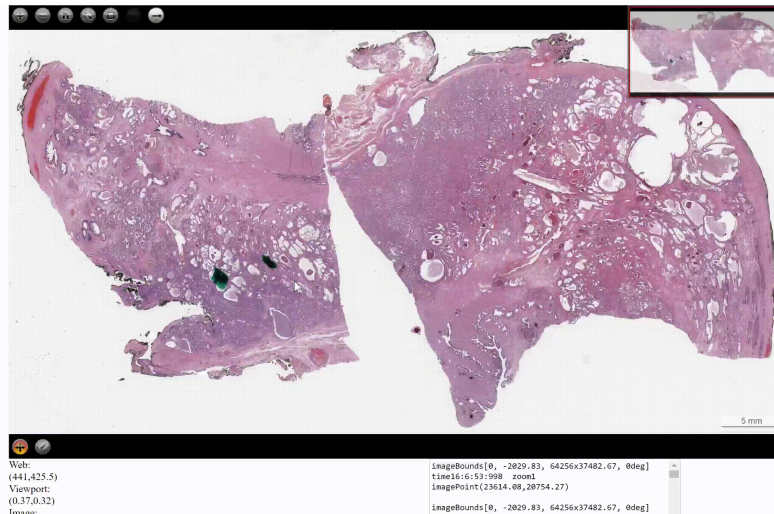 5 mm
Web:
(441,425.5)
Viewport:
(0.37,0.32)
Image:
imageBounds[0, -2029.83, 64256x37482.67, 0deg]
time16:6:53:998 zoom1
imagePoint(23614.08,20754.27)
imageBounds[0, -2029.83, 64256x37482.67, 0deg]